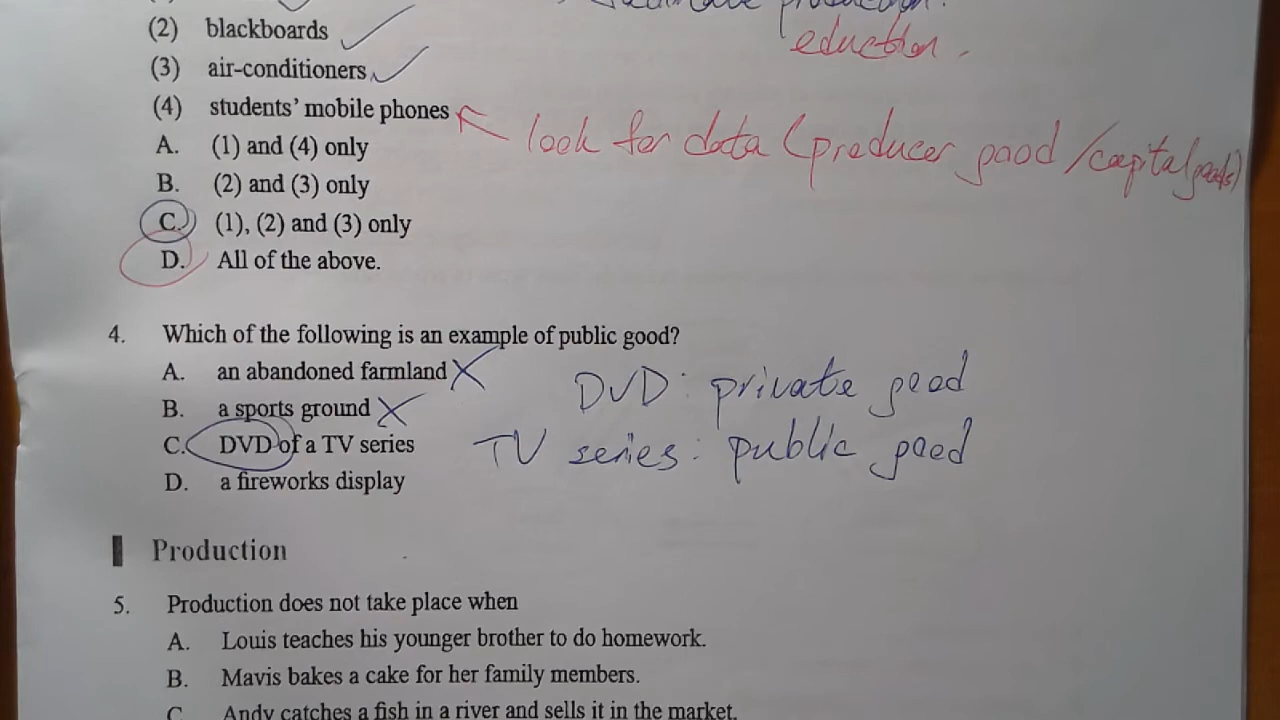 production.
(2) blackboards
eduction.
(3) air-conditioners
(4) students' mobile phones
look for data (producer good /capital goods)
A. (1) and (4) only
B. (2) and (3) only
C. (1), (2) and (3) only
D. All of the above.
4. Which of the following is an example of public good?
A. an abandoned farmland
B. a sports ground
DVD : private good
C. DVD of a TV series
TV series : public good
D. a fireworks display
Production
5. Production does not take place when
A. Louis teaches his younger brother to do homework.
B. Mavis bakes a cake for her family members.
C. Andy catches a fish in a river and sells it in the market.